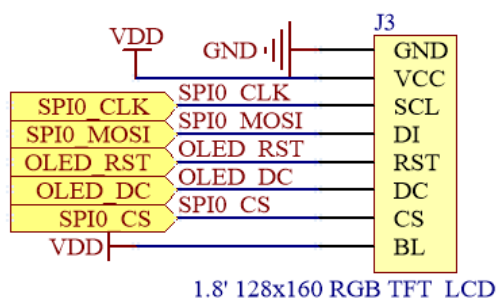 J3
VDD
GND
GND
VCC
SPI0_CLK
SPI0_CLK
SCL
SPI0_MOSI
SPI0_MOSI
DI
OLED_RST
OLED_RST
RST
OLED_DC
OLED_DC
DC
SPI0_CS
SPI0_CS
CS
VDD
BL
1.8' 128x160 RGB TFT LCD